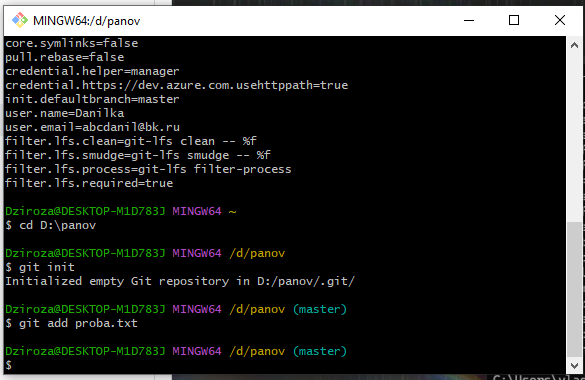 MINGW64:/d/panov
core.symlinks=false
pull.rebase=false
credential.helper=manager
credential.https://dev.azure.com.usehttppath=true
init.defaultbranch=master
user.name=Danilka
user.email=abcdanil@bk.ru
filter.lfs.clean=git-lfs clean -- %f
filter.lfs.smudge=git-lfs smudge -- %f
filter.lfs.process=git-lfs filter-process
filter.lfs.required=true
Dziroza@DESKTOP-M1D783J MINGW64 ~
$ cd D:\panov
Dziroza@DESKTOP-M1D783J MINGW64 /d/panov
$ git init
Initialized empty Git repository in D:/panov/.git/
Dziroza@DESKTOP-M1D783J MINGW64 /d/panov (master)
$ git add proba.txt
Dziroza@DESKTOP-M1D783J MINGW64 /d/panov (master)
$